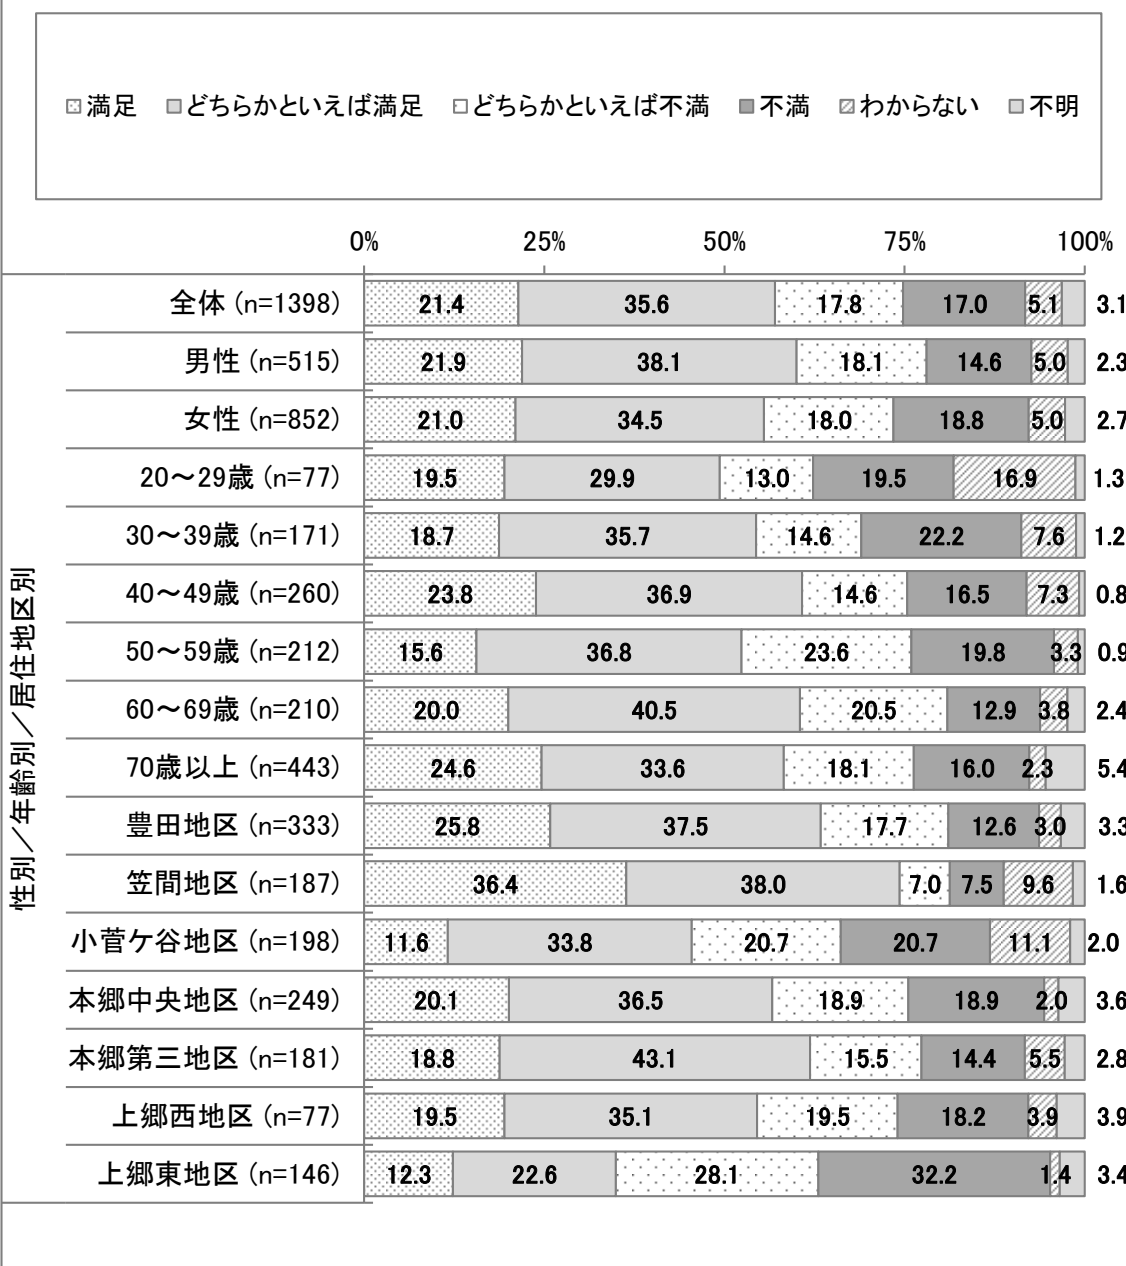 満足 どちらかといえば満足 どちらかといえば不満 不満 わからない 不明
0% 25% 50% 75% 100%
性別／年齢別／居住地区別
全体 (n=1398) 21.4 35.6 17.8 17.0 5.1 3.1
男性 (n=515) 21.9 38.1 18.1 14.6 5.0 2.3
女性 (n=852) 21.0 34.5 18.0 18.8 5.0 2.7
20～29歳 (n=77) 19.5 29.9 13.0 19.5 16.9 1.3
30～39歳 (n=171) 18.7 35.7 14.6 22.2 7.6 1.2
40～49歳 (n=260) 23.8 36.9 14.6 16.5 7.3 0.8
50～59歳 (n=212) 15.6 36.8 23.6 19.8 3.3 0.9
60～69歳 (n=210) 20.0 40.5 20.5 12.9 3.8 2.4
70歳以上 (n=443) 24.6 33.6 18.1 16.0 2.3 5.4
豊田地区 (n=333) 25.8 37.5 17.7 12.6 3.0 3.3
笠間地区 (n=187) 36.4 38.0 7.0 7.5 9.6 1.6
小菅ケ谷地区 (n=198) 11.6 33.8 20.7 20.7 11.1 2.0
本郷中央地区 (n=249) 20.1 36.5 18.9 18.9 2.0 3.6
本郷第三地区 (n=181) 18.8 43.1 15.5 14.4 5.5 2.8
上郷西地区 (n=77) 19.5 35.1 19.5 18.2 3.9 3.9
上郷東地区 (n=146) 12.3 22.6 28.1 32.2 1.4 3.4